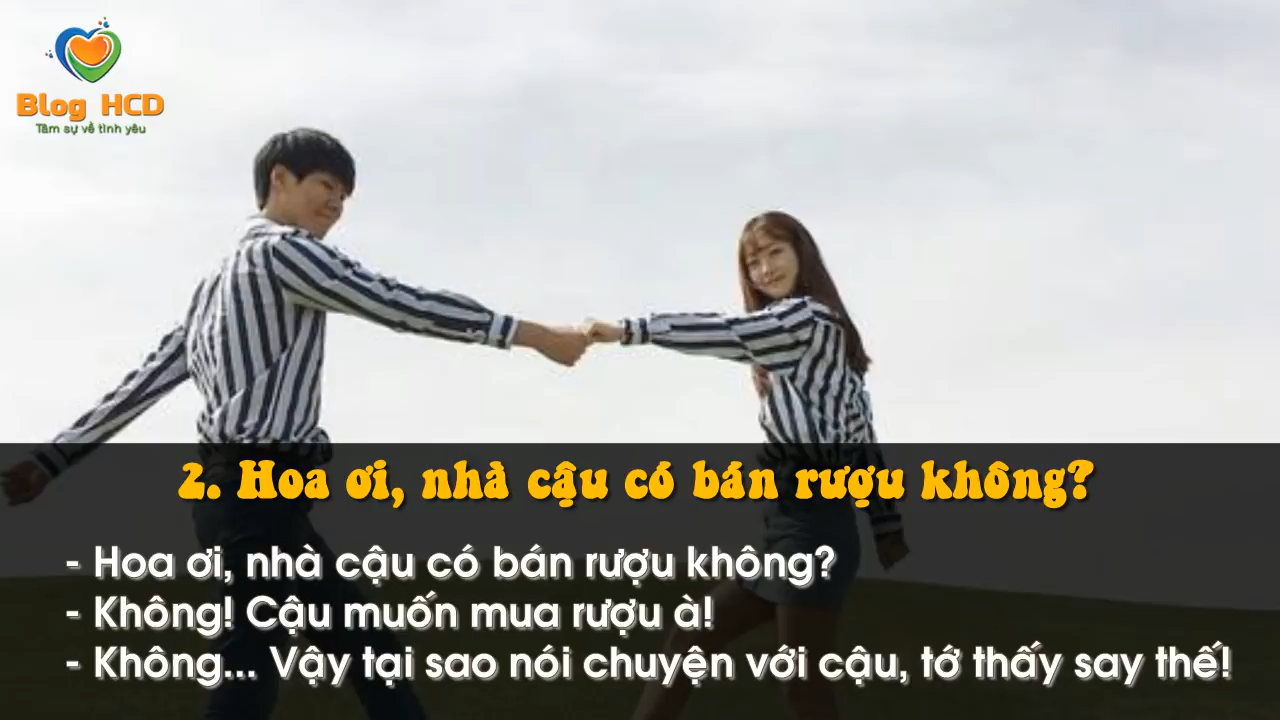 Blog HCD
Tâm sự về tình yêu
2. Hoa ơi, nhà cậu có bán rượu không?
- Hoa ơi, nhà cậu có bán rượu không?
- Không! Cậu muốn mua rượu à!
- Không... Vậy tại sao nói chuyện với cậu, tớ thấy say thế!